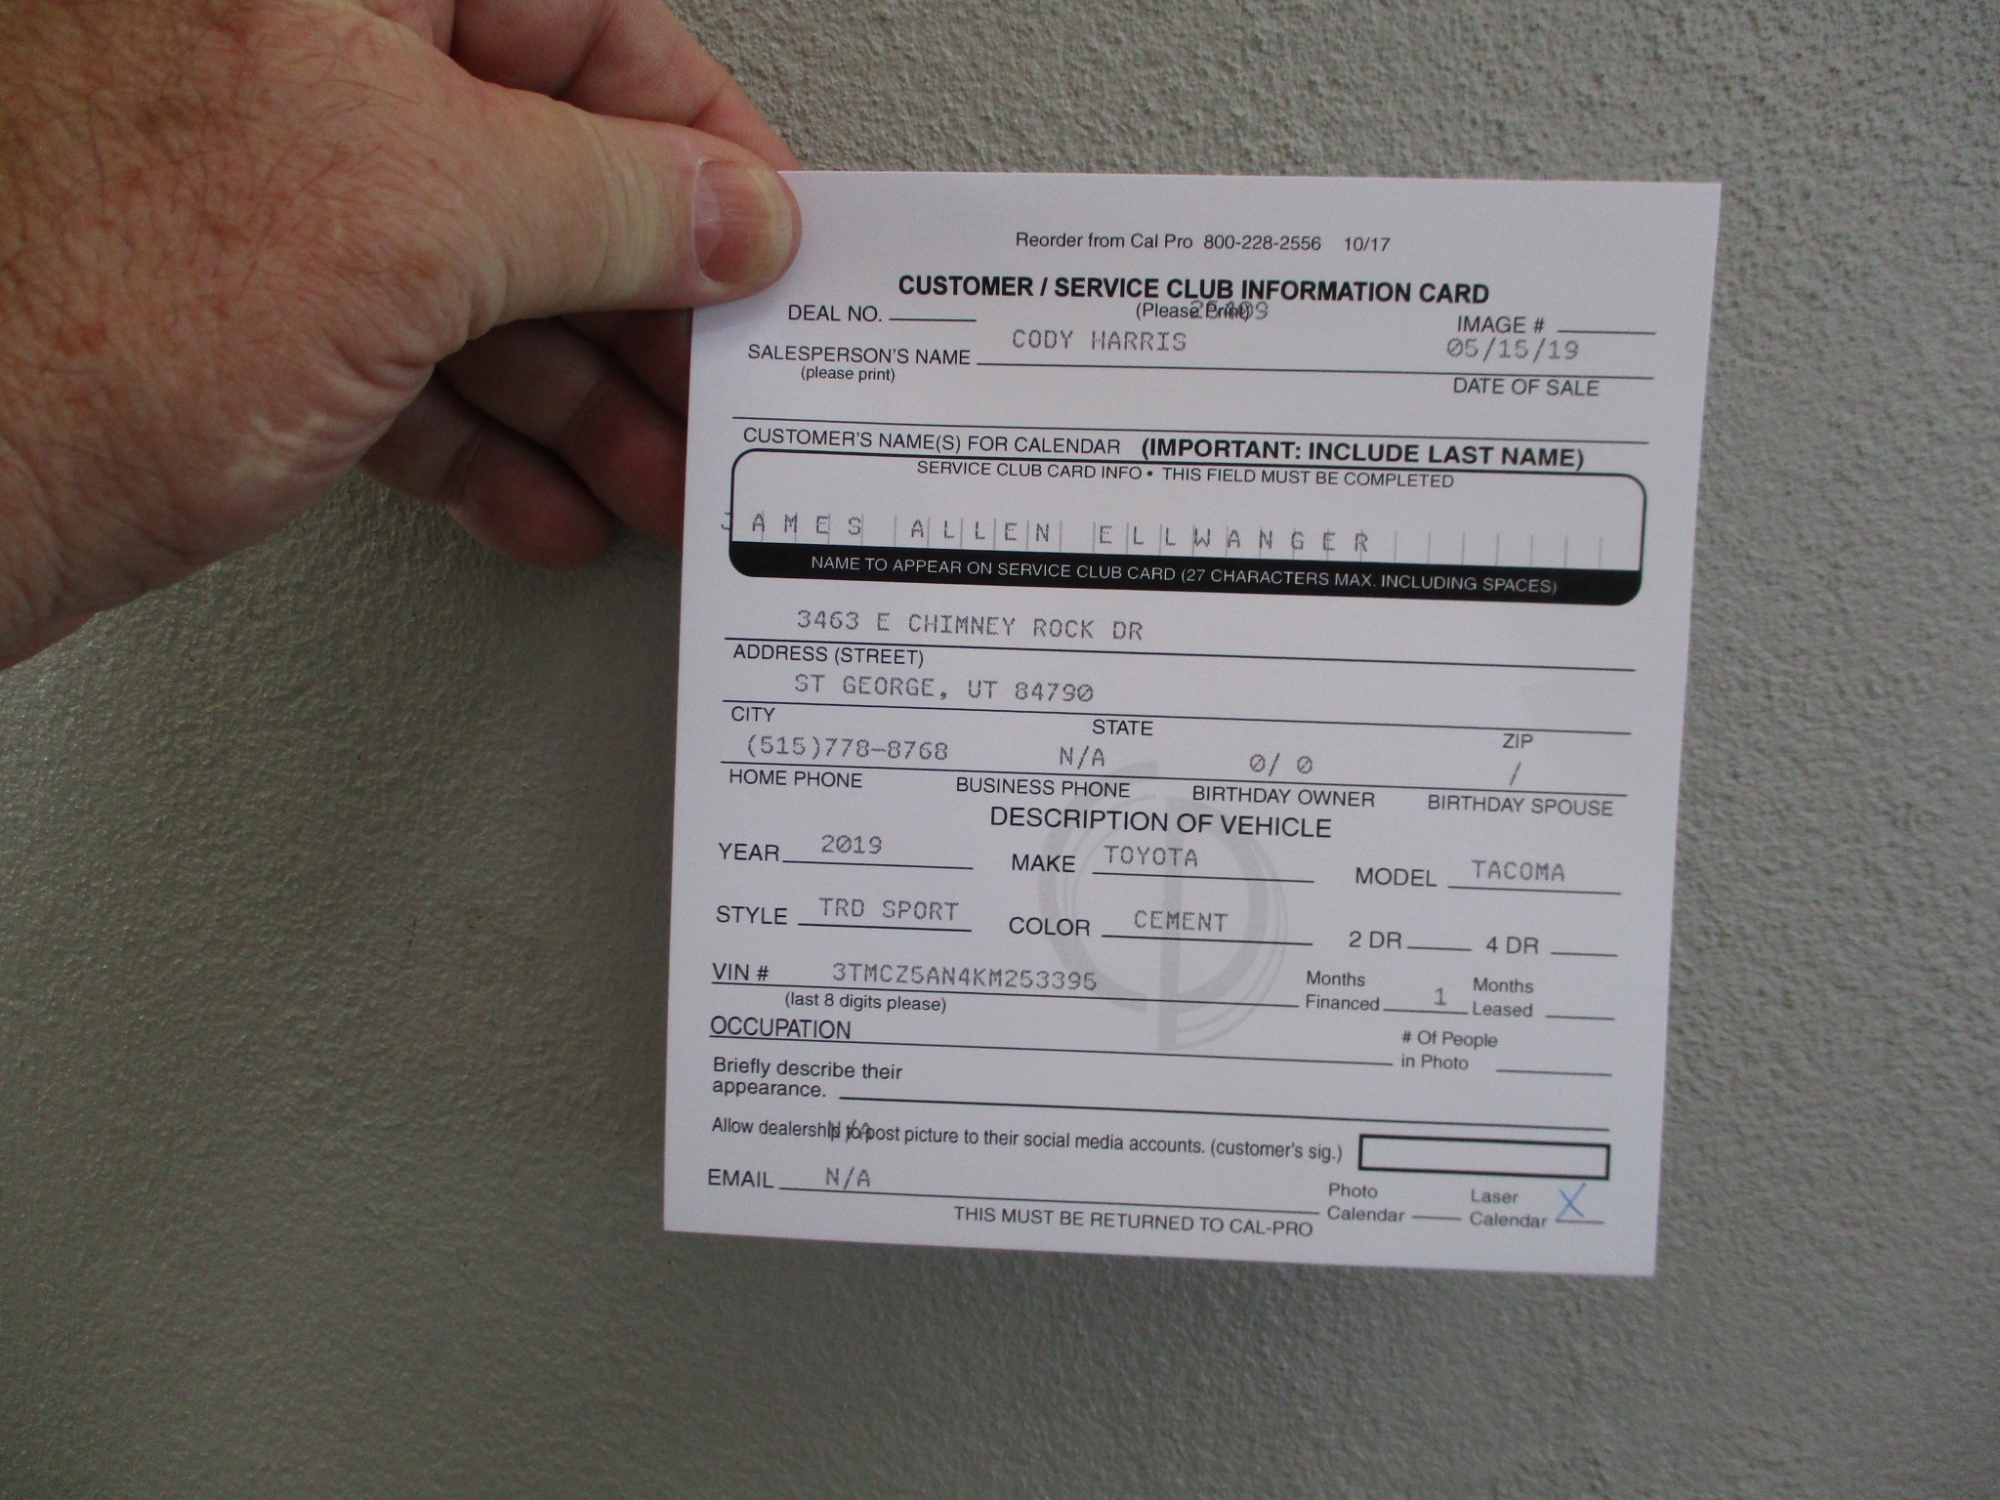 Reorder from Cal Pro 800-228-2556 10/17
CUSTOMER / SERVICE CLUB INFORMATION CARD
DEAL NO. (Please Print) IMAGE #
SALESPERSON'S NAME CODY HARRIS 05/15/19
(please print) DATE OF SALE
CUSTOMER'S NAME(S) FOR CALENDAR (IMPORTANT: INCLUDE LAST NAME)
SERVICE CLUB CARD INFO • THIS FIELD MUST BE COMPLETED
JAMES ALLEN ELLWANGER
NAME TO APPEAR ON SERVICE CLUB CARD (27 CHARACTERS MAX. INCLUDING SPACES)
3463 E CHIMNEY ROCK DR
ADDRESS (STREET)
ST GEORGE, UT 84790
CITY STATE ZIP
(515)778-8768 N/A 0/ 0 /
HOME PHONE BUSINESS PHONE BIRTHDAY OWNER BIRTHDAY SPOUSE
DESCRIPTION OF VEHICLE
YEAR 2019 MAKE TOYOTA MODEL TACOMA
STYLE TRD SPORT COLOR CEMENT 2 DR 4 DR
VIN # 3TMCZ5AN4KM253395 Months Financed 1 Months Leased
(last 8 digits please)
OCCUPATION # Of People in Photo
Briefly describe their
appearance.
Allow dealership to post picture to their social media accounts. (customer's sig.)
N/A
EMAIL N/A Photo Calendar Laser Calendar X
THIS MUST BE RETURNED TO CAL-PRO